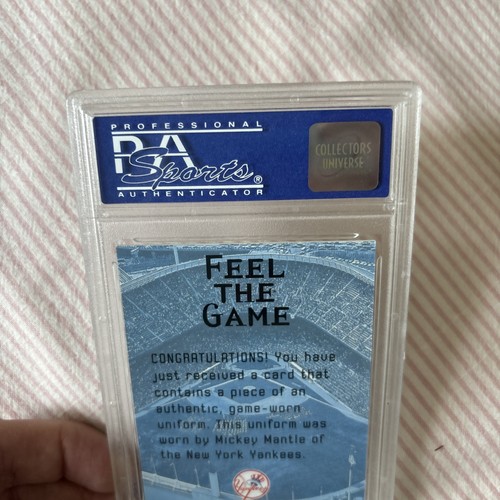 PROFESSIONAL
PSA
Sports®
AUTHENTICATOR
COLLECTORS
UNIVERSE
FEEL
THE
GAME
CONGRATULATIONS! You have
just received a card that
contains a piece of an
authentic, game-worn
uniform. This uniform was
worn by Mickey Mantle of
the New York Yankees.